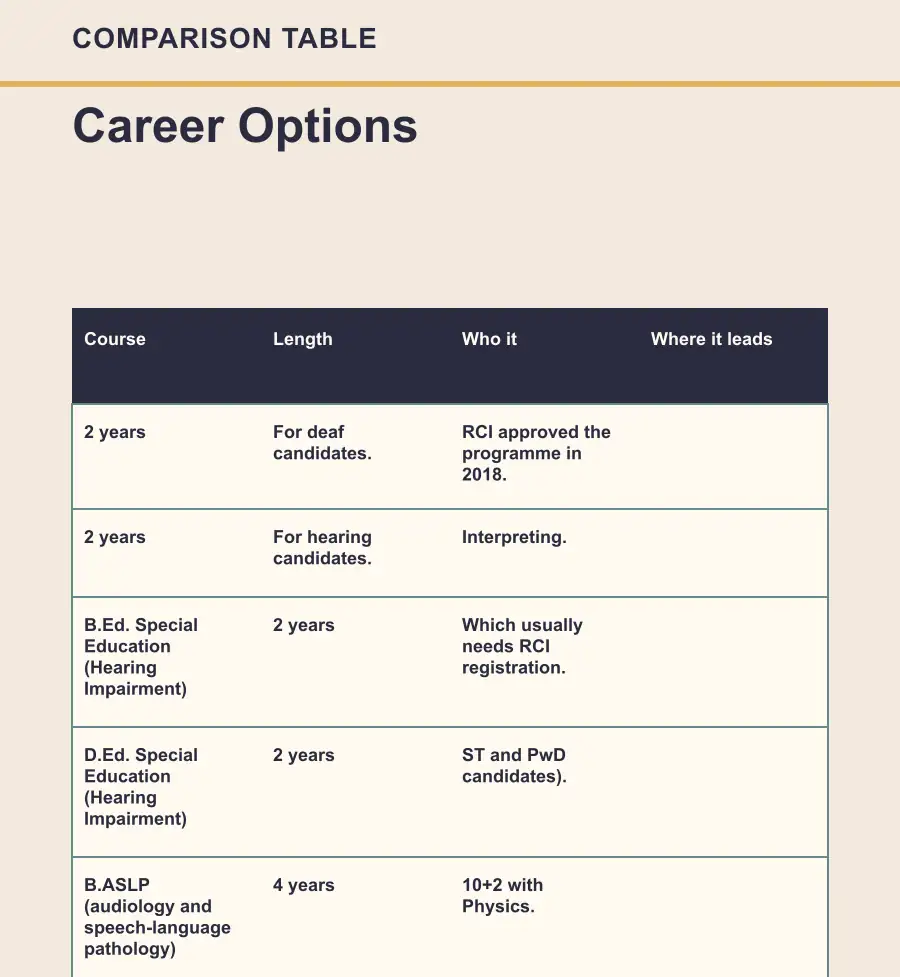 COMPARISON TABLE
Career Options
Course Length Who it Where it leads
2 years For deaf RCI approved the
candidates. programme in
2018.
2 years For hearing Interpreting.
candidates.
B.Ed. Special 2 years Which usually
Education needs RCI
(Hearing registration.
Impairment)
D.Ed. Special 2 years ST and PwD
Education candidates).
(Hearing
Impairment)
B.ASLP 4 years 10+2 with
(audiology and Physics.
speech-language
pathology)